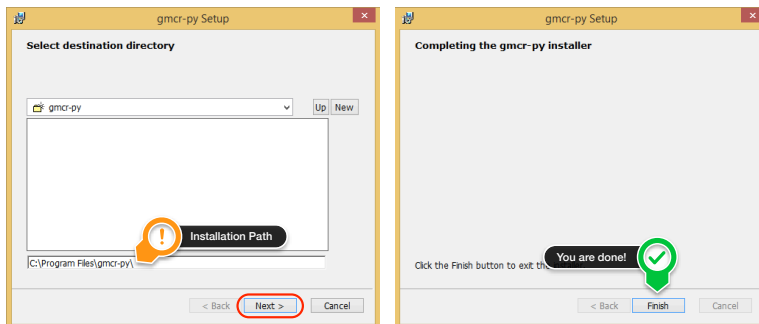 gmcr-py Setup
Select destination directory
gmcr-py
Up New
Installation Path
C:\Program Files\gmcr-py\
< Back Next > Cancel
gmcr-py Setup
Completing the gmcr-py installer
You are done!
Click the Finish button to exit the
< Back Finish Cancel